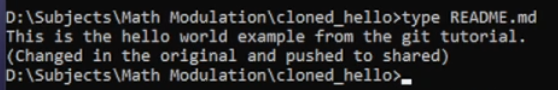 D:\Subjects\Math Modulation\cloned_hello>type README.md
This is the hello world example from the git tutorial.
(Changed in the original and pushed to shared)
D:\Subjects\Math Modulation\cloned_hello>